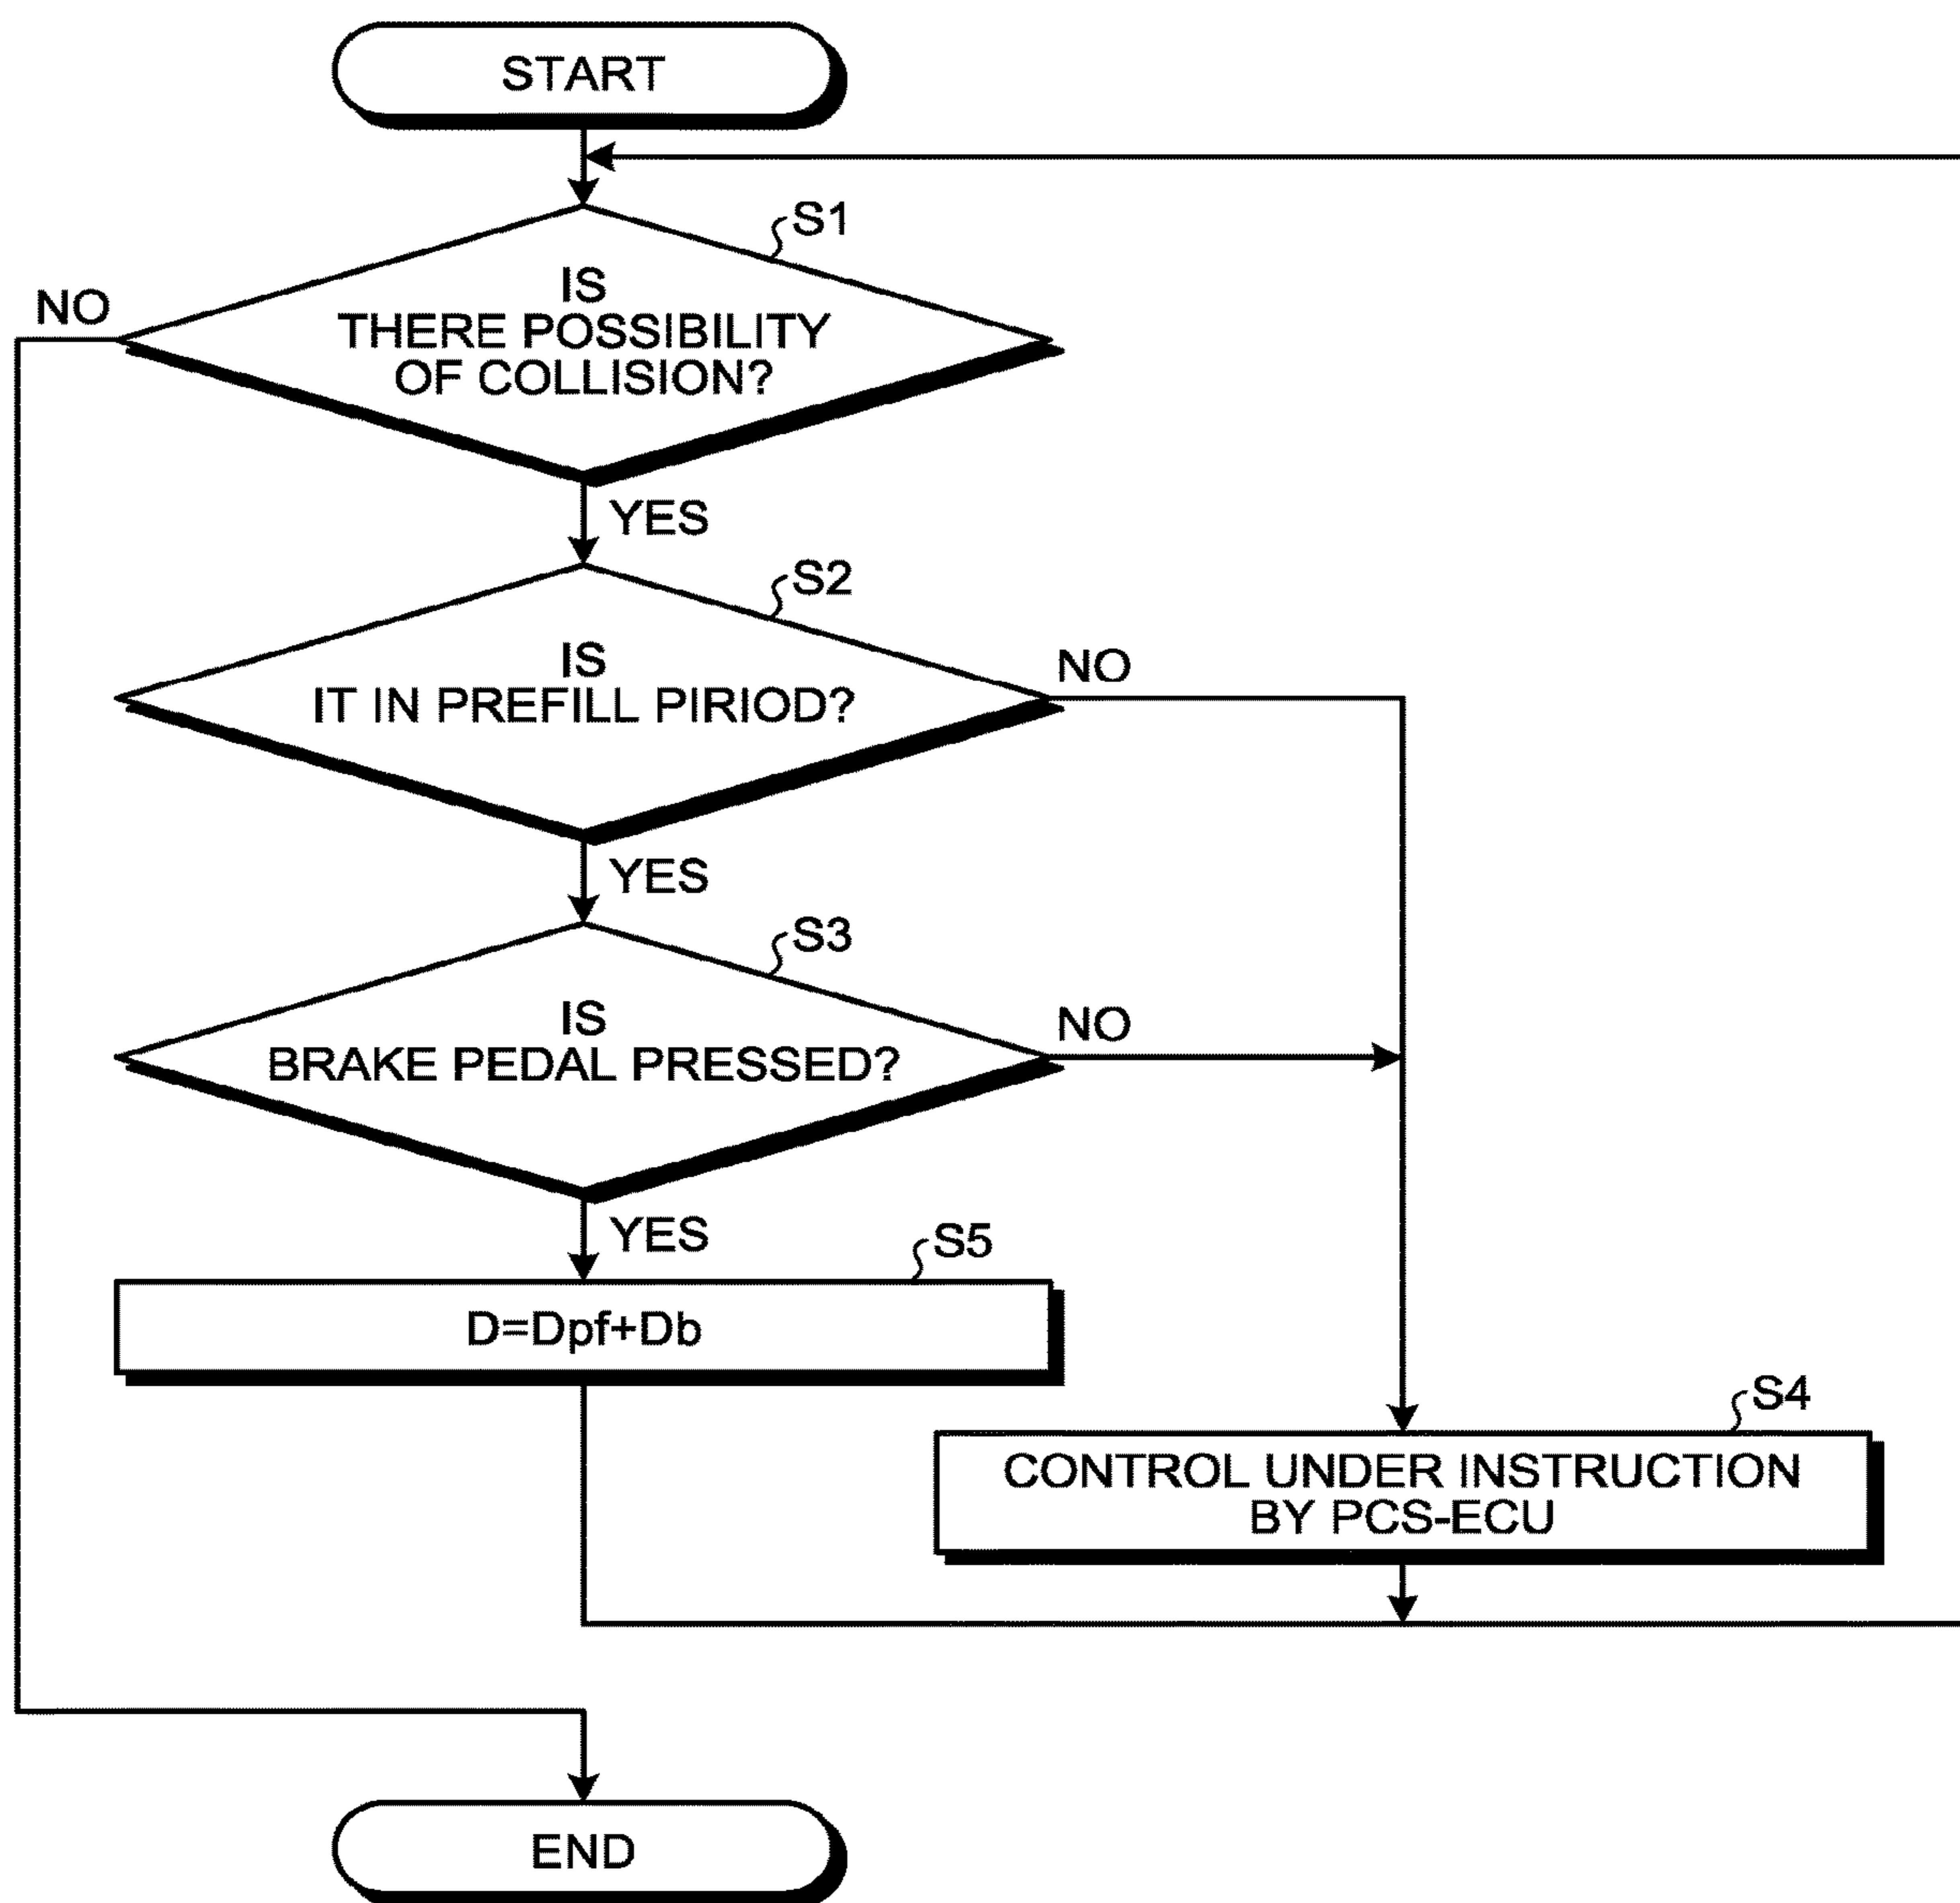 START
S1
NO
IS
THERE POSSIBILITY
OF COLLISION?
YES
S2
IS
IT IN PREFILL PIRIOD?
NO
YES
S3
IS
BRAKE PEDAL PRESSED?
NO
YES
S5
D=Dpf+Db
S4
CONTROL UNDER INSTRUCTION
BY PCS-ECU
END